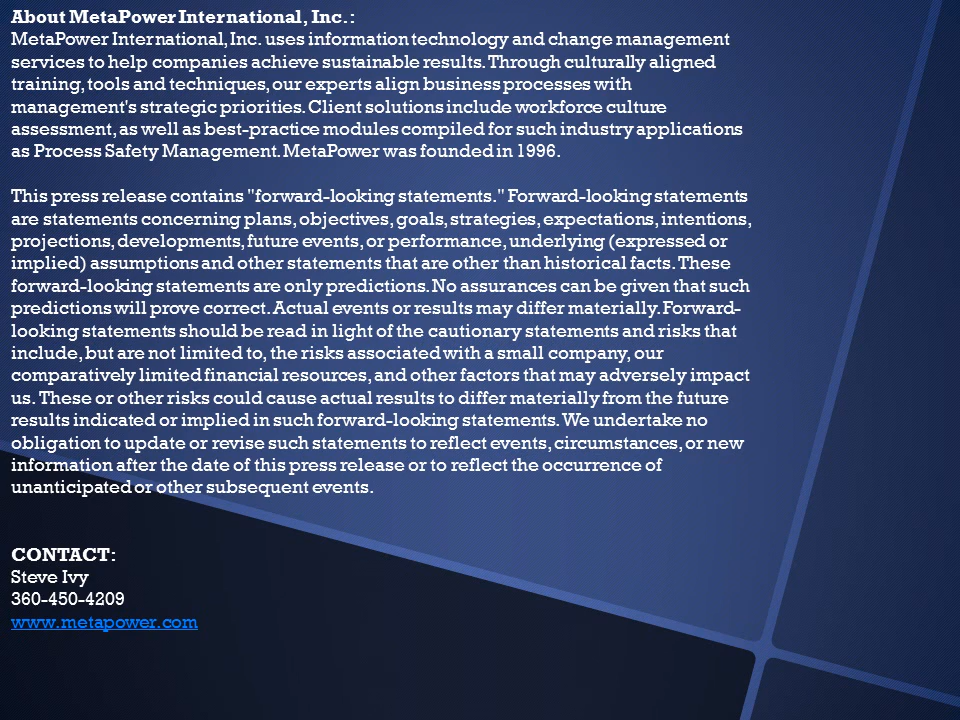 About MetaPower International, Inc.:
MetaPower International, Inc. uses information technology and change management
services to help companies achieve sustainable results. Through culturally aligned
training, tools and techniques, our experts align business processes with
management's strategic priorities. Client solutions include workforce culture
assessment, as well as best-practice modules compiled for such industry applications
as Process Safety Management. MetaPower was founded in 1996.
This press release contains "forward-looking statements." Forward-looking statements
are statements concerning plans, objectives, goals, strategies, expectations, intentions,
projections, developments, future events, or performance, underlying (expressed or
implied) assumptions and other statements that are other than historical facts. These
forward-looking statements are only predictions. No assurances can be given that such
predictions will prove correct. Actual events or results may differ materially. Forward-
looking statements should be read in light of the cautionary statements and risks that
include, but are not limited to, the risks associated with a small company, our
comparatively limited financial resources, and other factors that may adversely impact
us. These or other risks could cause actual results to differ materially from the future
results indicated or implied in such forward-looking statements. We undertake no
obligation to update or revise such statements to reflect events, circumstances, or new
information after the date of this press release or to reflect the occurrence of
unanticipated or other subsequent events.
CONTACT:
Steve Ivy
360-450-4209
www.metapower.com